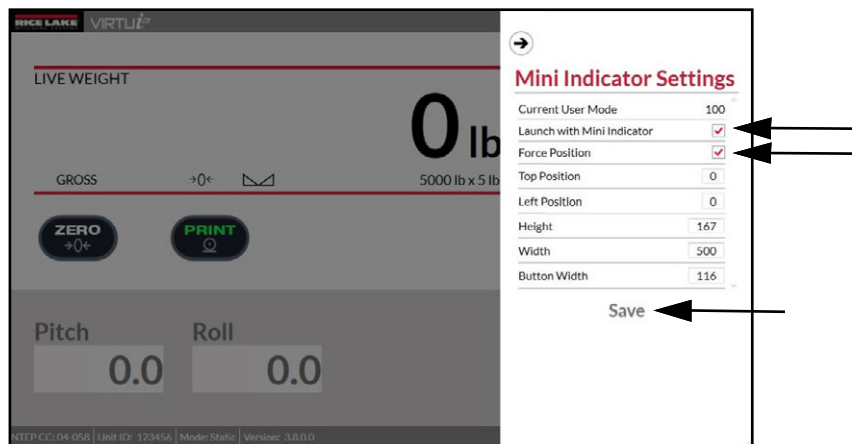 RICE LAKE VIRTUi²
WEIGHING SYSTEMS
LIVE WEIGHT
0 lb
GROSS →0←
5000 lb x 5 lb
ZERO
→0←
PRINT
Pitch Roll
0.0 0.0
NTEP CC: 04-058 Unit ID: 123456 Mode: Static Version: 3.8.0.0
Mini Indicator Settings
Current User Mode 100
Launch with Mini Indicator
Force Position
Top Position 0
Left Position 0
Height 167
Width 500
Button Width 116
Save